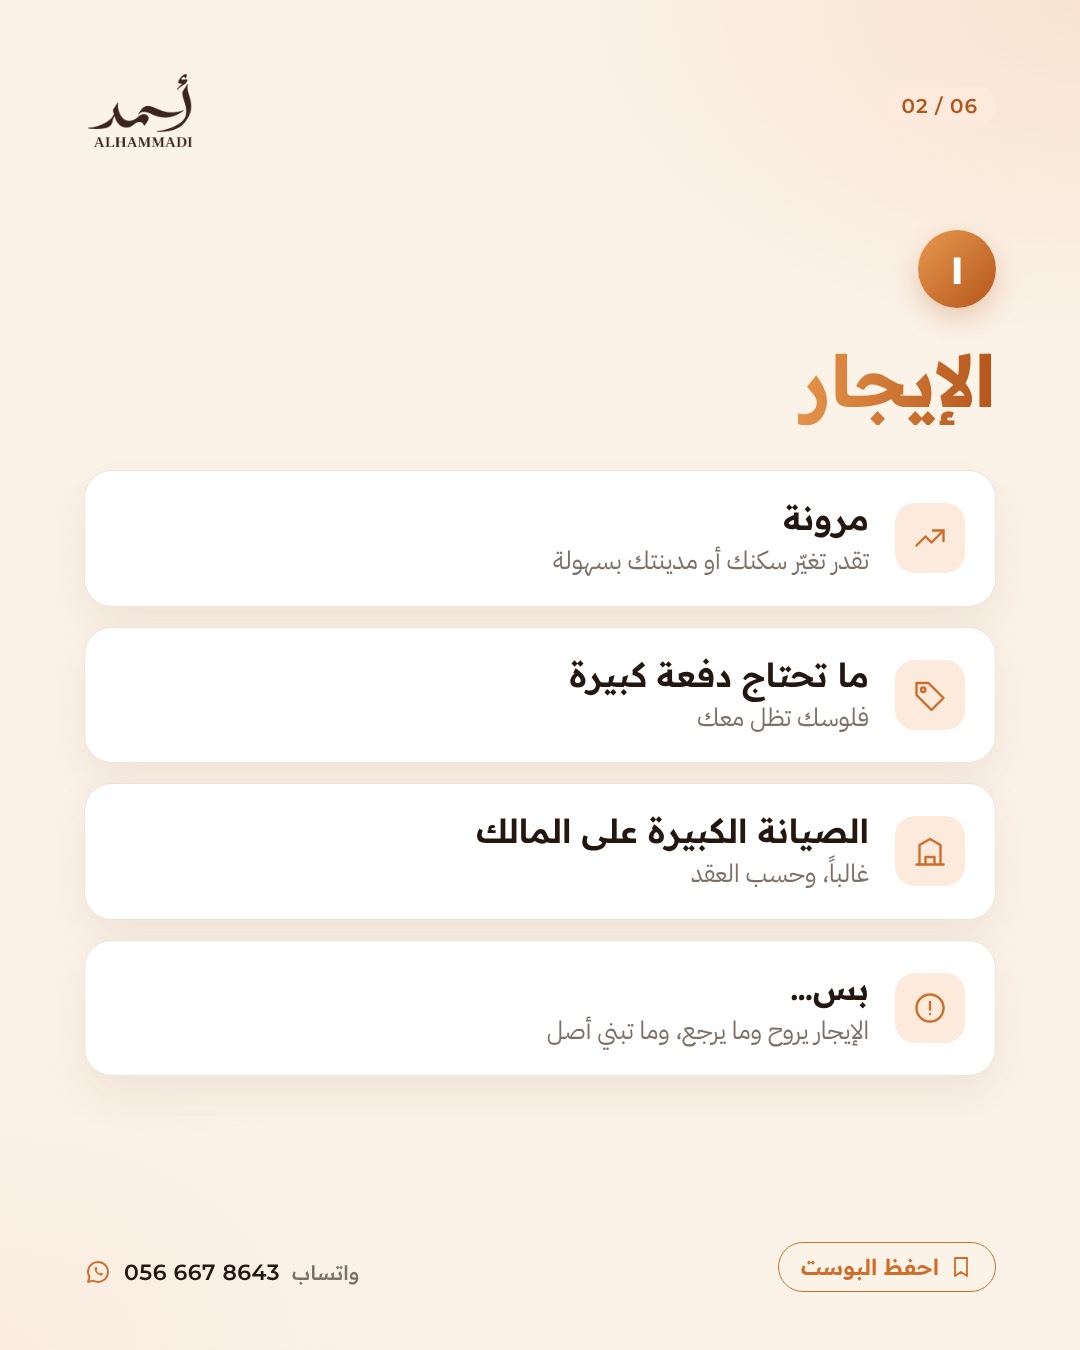 أحمد
ALHAMMADI
02 / 06
١
الإيجار
مرونة
تقدر تغيّر سكنك أو مدينتك بسهولة
ما تحتاج دفعة كبيرة
فلوسك تظل معك
الصيانة الكبيرة على المالك
غالباً، وحسب العقد
بس...
الإيجار يروح وما يرجع، وما تبني أصل
احفظ البوست
واتساب 056 667 8643